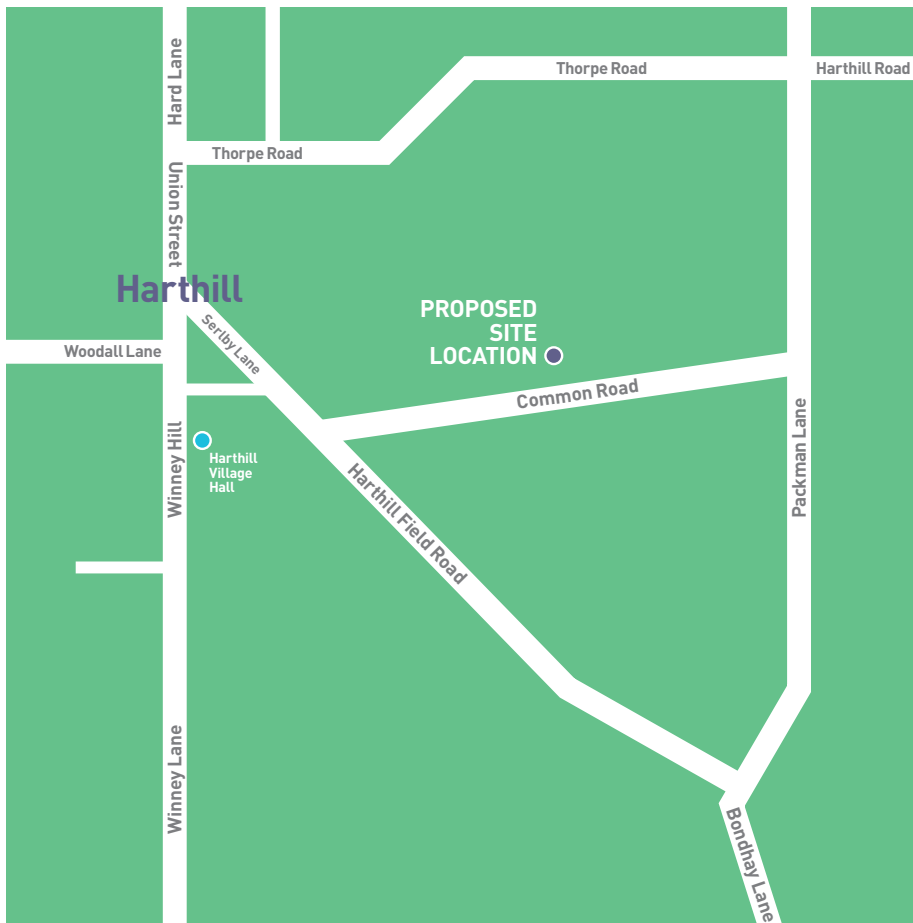 Hard Lane
Thorpe Road
Harthill Road
Thorpe Road
Union Street
Harthill
PROPOSED
SITE
LOCATION
Serlby Lane
Woodall Lane
Common Road
Winney Hill
Harthill
Village
Hall
Packman Lane
Harthill Field Road
Winney Lane
Bondhay Lane